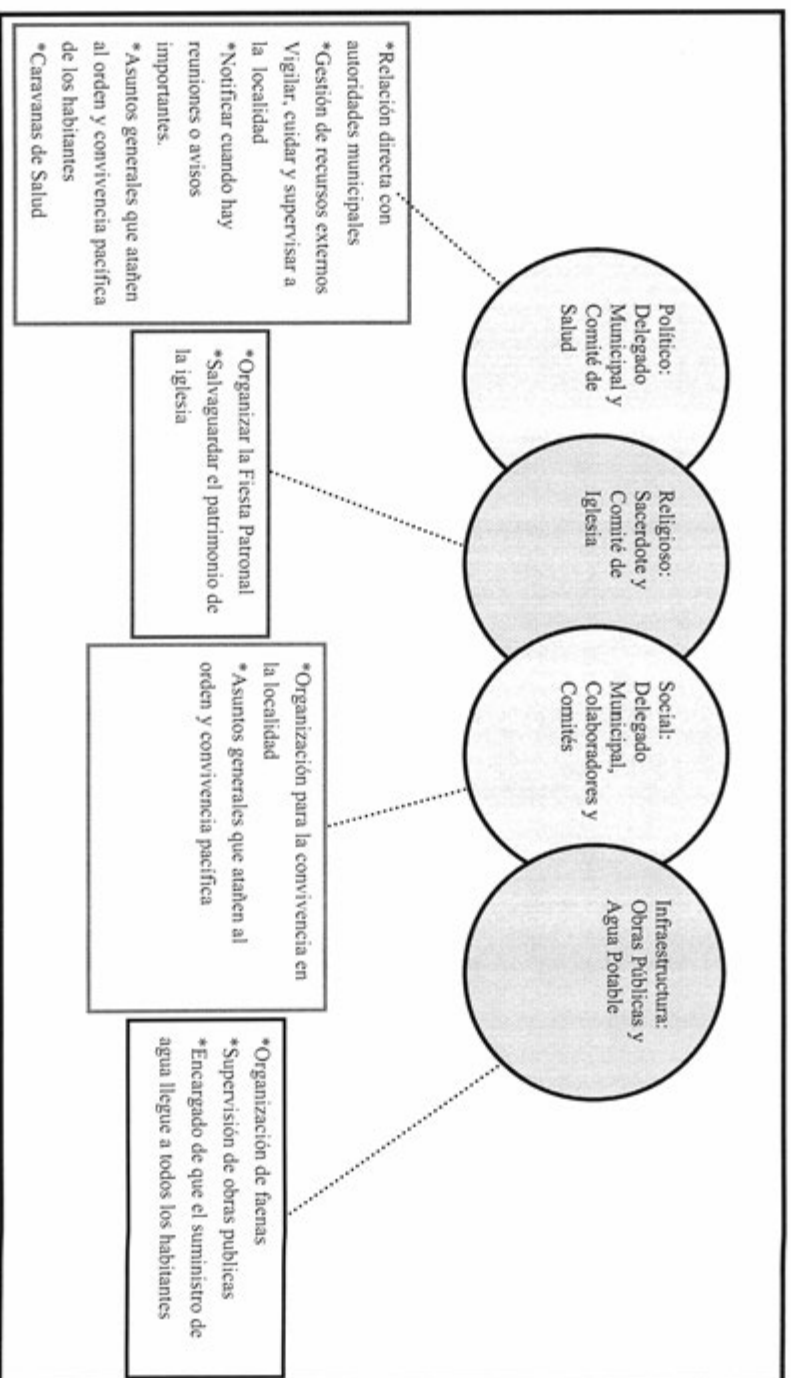 Político:
Delegado
Municipal y
Comité de
Salud
Religioso:
Sacerdote y
Comité de
Iglesia
Social:
Delegado
Municipal,
Colaboradores y
Comités
Infraestructura:
Obras Públicas y
Agua Potable
*Relación directa con
autoridades municipales
*Gestión de recursos externos
Vigilar, cuidar y supervisar a
la localidad
*Notificar cuando hay
reuniones o avisos
importantes.
*Asuntos generales que atañen
al orden y convivencia pacífica
de los habitantes
*Caravanas de Salud
*Organizar la Fiesta Patronal
*Salvaguardar el patrimonio de
la iglesia
*Organización para la convivencia en
la localidad
*Asuntos generales que atañen al
orden y convivencia pacífica
*Organización de faenas
*Supervisión de obras publicas
*Encargado de que el suministro de
agua llegue a todos los habitantes